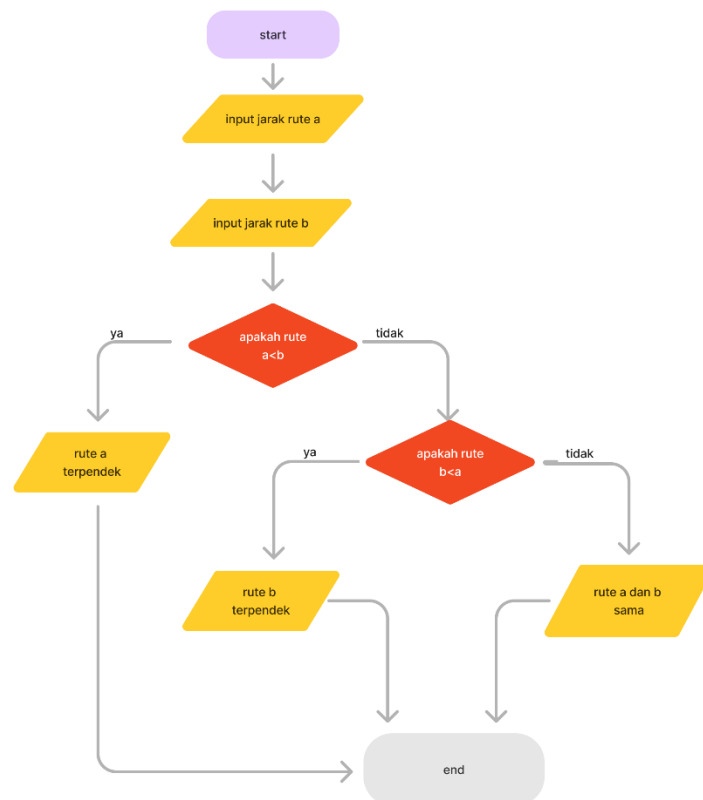 start
input jarak rute a
input jarak rute b
ya
apakah rute
a<b
tidak
rute a
terpendek
ya
apakah rute
b<a
tidak
rute b
terpendek
rute a dan b
sama
end